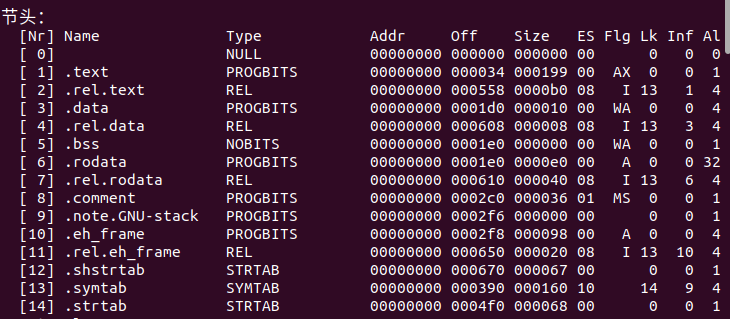 节头：
[Nr] Name Type Addr Off Size ES Flg Lk Inf Al
[ 0] NULL 00000000 000000 000000 00 0 0 0
[ 1] .text PROGBITS 00000000 000034 000199 00 AX 0 0 1
[ 2] .rel.text REL 00000000 000558 0000b0 08 I 13 1 4
[ 3] .data PROGBITS 00000000 0001d0 000010 00 WA 0 0 4
[ 4] .rel.data REL 00000000 000608 000008 08 I 13 3 4
[ 5] .bss NOBITS 00000000 0001e0 000000 00 WA 0 0 1
[ 6] .rodata PROGBITS 00000000 0001e0 0000e0 00 A 0 0 32
[ 7] .rel.rodata REL 00000000 000610 000040 08 I 13 6 4
[ 8] .comment PROGBITS 00000000 0002c0 000036 01 MS 0 0 1
[ 9] .note.GNU-stack PROGBITS 00000000 0002f6 000000 00 0 0 1
[10] .eh_frame PROGBITS 00000000 0002f8 000098 00 A 0 0 4
[11] .rel.eh_frame REL 00000000 000650 000020 08 I 13 10 4
[12] .shstrtab STRTAB 00000000 000670 000067 00 0 0 1
[13] .symtab SYMTAB 00000000 000390 000160 10 14 9 4
[14] .strtab STRTAB 00000000 0004f0 000068 00 0 0 1